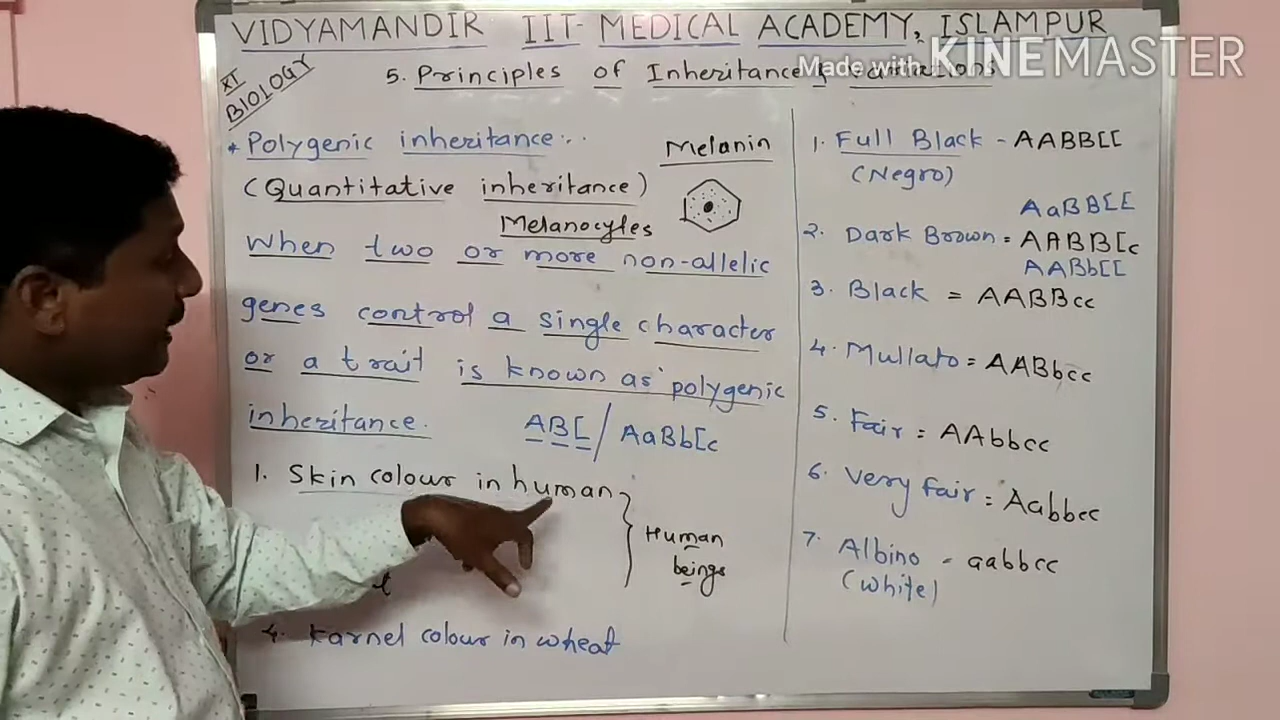 VIDYAMANDIR IIT- MEDICAL ACADEMY, ISLAMPUR
Made with KINEMASTER
XI
BIOLOGY
5. Principles of Inheritance
* Polygenic inheritance..
(Quantitative inheritance)
Melanin
Melanocytes
When two or more non-allelic
genes control a single character
or a trait is known as polygenic
inheritance.
ABC / AaBbCc
1. Skin colour in human
Human
beings
t
4. Karnel colour in wheat
1. Full Black - AABBCC
(Negro)
AaBBCC
2. Dark Brown = AABBCc
AABbCC
3. Black = AABBcc
4. Mullato = AABbcc
5. Fair = AAbbcc
6. Very fair = Aabbcc
7. Albino - aabbcc
(white)